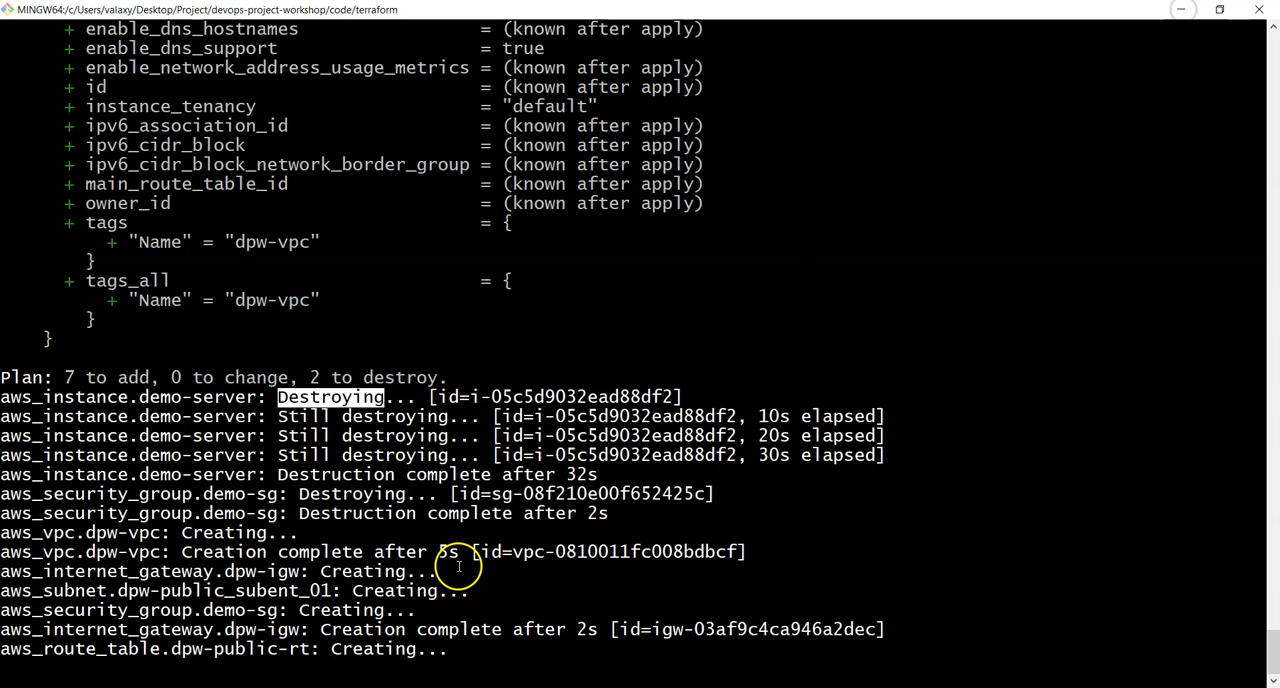 MINGW64:/c/Users/valaxy/Desktop/Project/devops-project-workshop/code/terraform
+ enable_dns_hostnames = (known after apply)
+ enable_dns_support = true
+ enable_network_address_usage_metrics = (known after apply)
+ id = (known after apply)
+ instance_tenancy = "default"
+ ipv6_association_id = (known after apply)
+ ipv6_cidr_block = (known after apply)
+ ipv6_cidr_block_network_border_group = (known after apply)
+ main_route_table_id = (known after apply)
+ owner_id = (known after apply)
+ tags = {
+ "Name" = "dpw-vpc"
}
+ tags_all = {
+ "Name" = "dpw-vpc"
}
}
Plan: 7 to add, 0 to change, 2 to destroy.
aws_instance.demo-server: Destroying... [id=i-05c5d9032ead88df2]
aws_instance.demo-server: Still destroying... [id=i-05c5d9032ead88df2, 10s elapsed]
aws_instance.demo-server: Still destroying... [id=i-05c5d9032ead88df2, 20s elapsed]
aws_instance.demo-server: Still destroying... [id=i-05c5d9032ead88df2, 30s elapsed]
aws_instance.demo-server: Destruction complete after 32s
aws_security_group.demo-sg: Destroying... [id=sg-08f210e00f652425c]
aws_security_group.demo-sg: Destruction complete after 2s
aws_vpc.dpw-vpc: Creating...
aws_vpc.dpw-vpc: Creation complete after 5s [id=vpc-0810011fc008bdbcf]
aws_internet_gateway.dpw-igw: Creating...
aws_subnet.dpw-public_subent_01: Creating...
aws_security_group.demo-sg: Creating...
aws_internet_gateway.dpw-igw: Creation complete after 2s [id=igw-03af9c4ca946a2dec]
aws_route_table.dpw-public-rt: Creating...